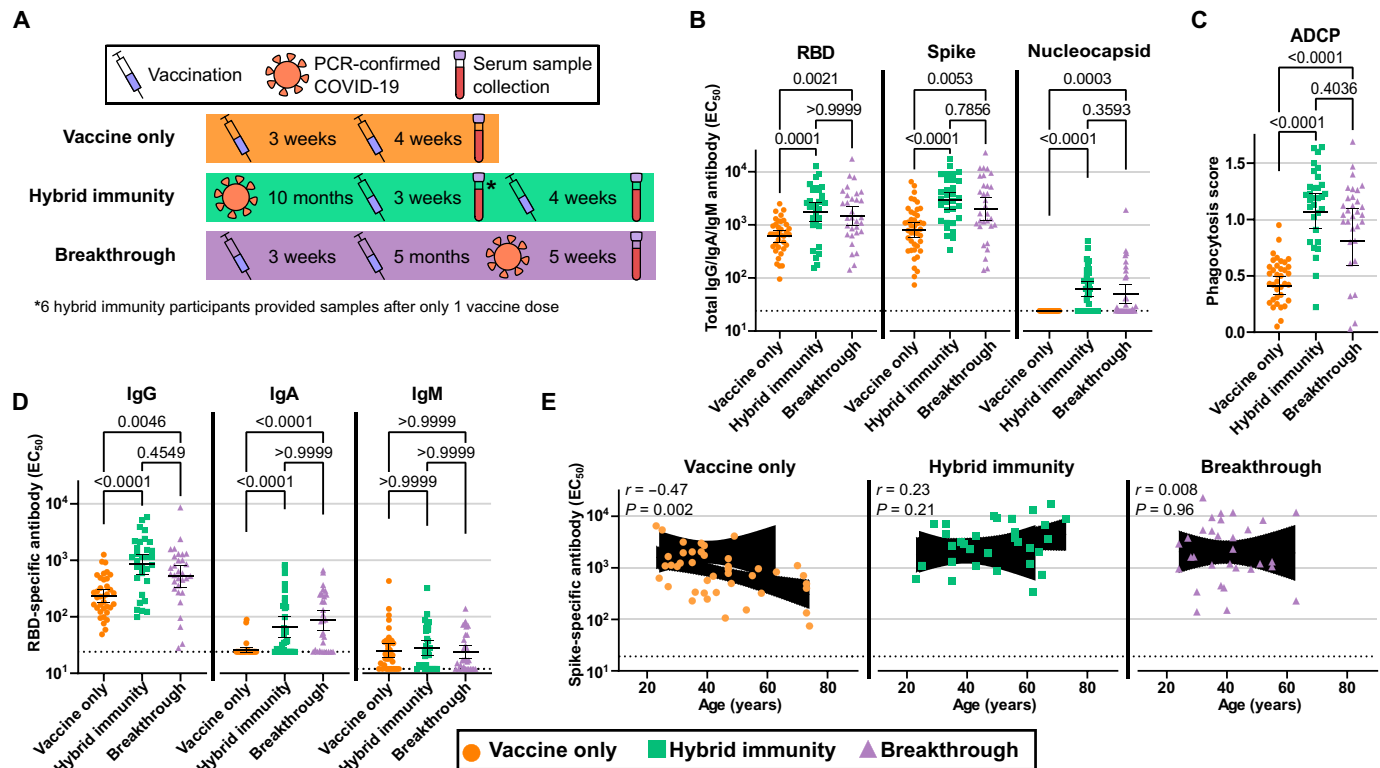 A
Vaccination
PCR-confirmed
COVID-19
Serum sample
collection
Vaccine only
3 weeks
4 weeks
Hybrid immunity
10 months
3 weeks
*
4 weeks
Breakthrough
3 weeks
5 months
5 weeks
*6 hybrid immunity participants provided samples after only 1 vaccine dose
B
RBD
Spike
Nucleocapsid
0.0021
0.0053
0.0003
>0.9999
0.7856
0.3593
0.0001
<0.0001
<0.0001
Total IgG/IgA/IgM antibody (EC50)
10^4
10^3
10^2
10^1
Vaccine only
Hybrid immunity
Breakthrough
Vaccine only
Hybrid immunity
Breakthrough
Vaccine only
Hybrid immunity
Breakthrough
C
ADCP
<0.0001
0.4036
<0.0001
Phagocytosis score
1.5
1.0
0.5
0.0
Vaccine only
Hybrid immunity
Breakthrough
D
IgG
IgA
IgM
0.0046
<0.0001
>0.9999
0.4549
>0.9999
>0.9999
<0.0001
<0.0001
>0.9999
RBD-specific antibody (EC50)
10^4
10^3
10^2
10^1
Vaccine only
Hybrid immunity
Breakthrough
Vaccine only
Hybrid immunity
Breakthrough
Vaccine only
Hybrid immunity
Breakthrough
E
Vaccine only
Hybrid immunity
Breakthrough
r = −0.47
P = 0.002
r = 0.23
P = 0.21
r = 0.008
P = 0.96
Spike-specific antibody (EC50)
10^4
10^3
10^2
10^1
20 40 60 80
20 40 60 80
20 40 60 80
Age (years)
Age (years)
Age (years)
Vaccine only
Hybrid immunity
Breakthrough